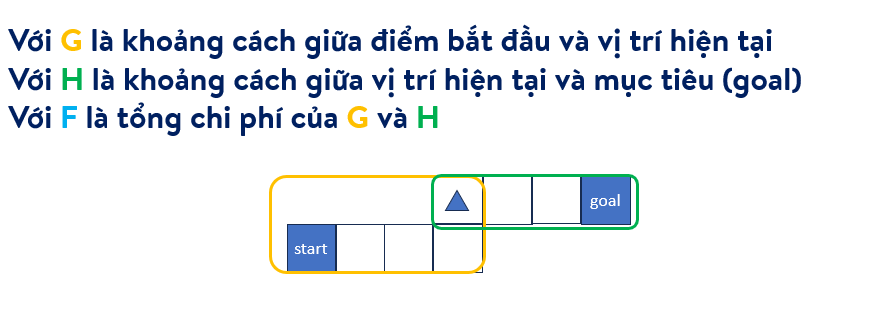 Với G là khoảng cách giữa điểm bắt đầu và vị trí hiện tại
Với H là khoảng cách giữa vị trí hiện tại và mục tiêu (goal)
Với F là tổng chi phí của G và H
goal
start